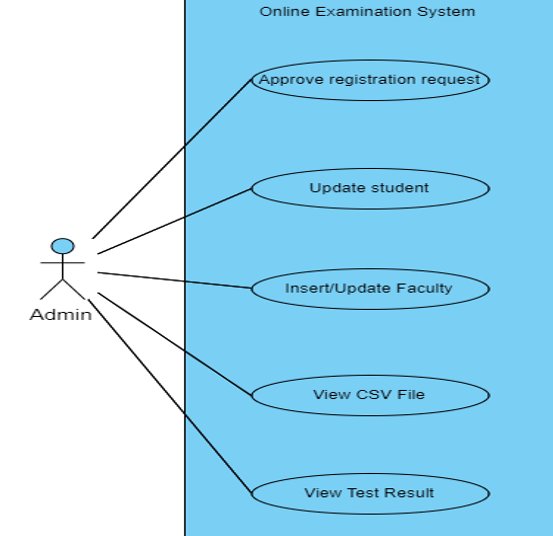 Online Examination System
Approve registration request
Update student
Insert/Update Faculty
Admin
View CSV File
View Test Result